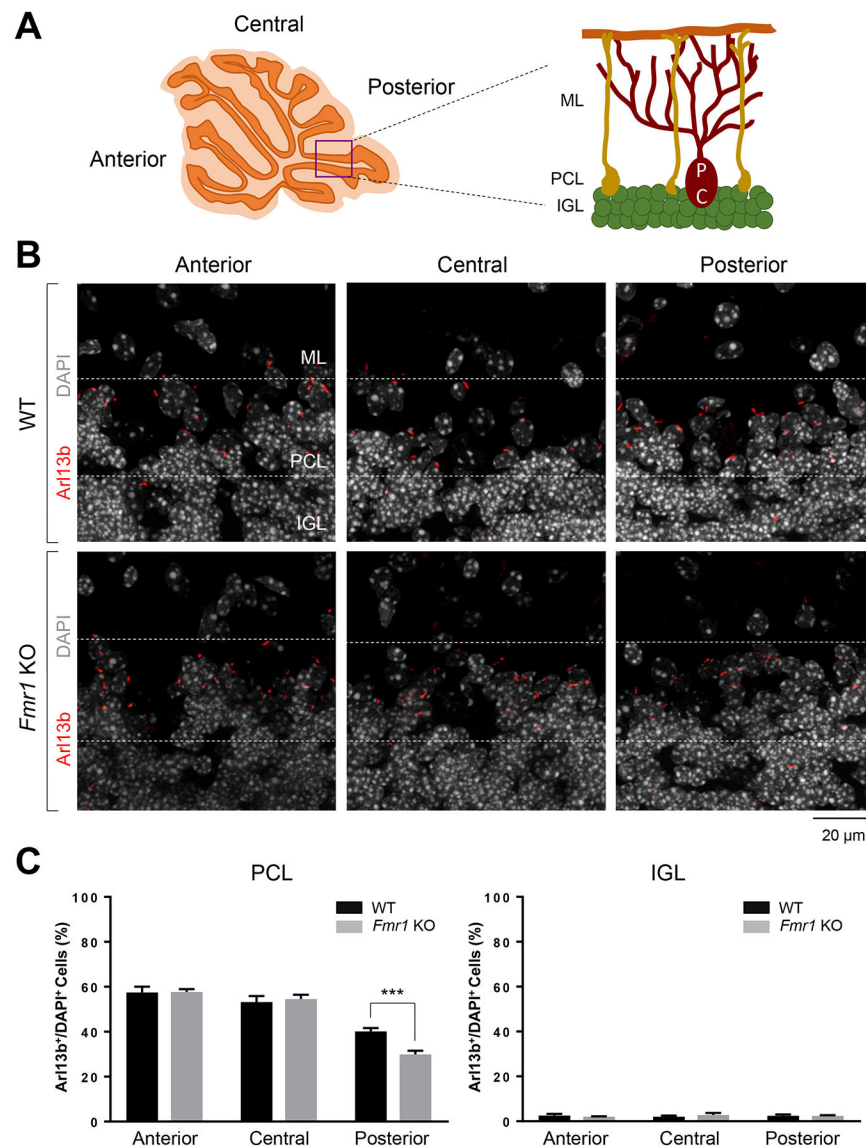 A
Central
Posterior
Anterior
ML
PCL
IGL
P
C
B
Anterior
Central
Posterior
WT
Arl13b DAPI
ML
PCL
IGL
Fmr1 KO
Arl13b DAPI
20 µm
C
PCL
WT
Fmr1 KO
Arl13b⁺/DAPI⁺ Cells (%)
100
80
60
40
20
0
***
Anterior Central Posterior
IGL
WT
Fmr1 KO
Arl13b⁺/DAPI⁺ Cells (%)
100
80
60
40
20
0
Anterior Central Posterior